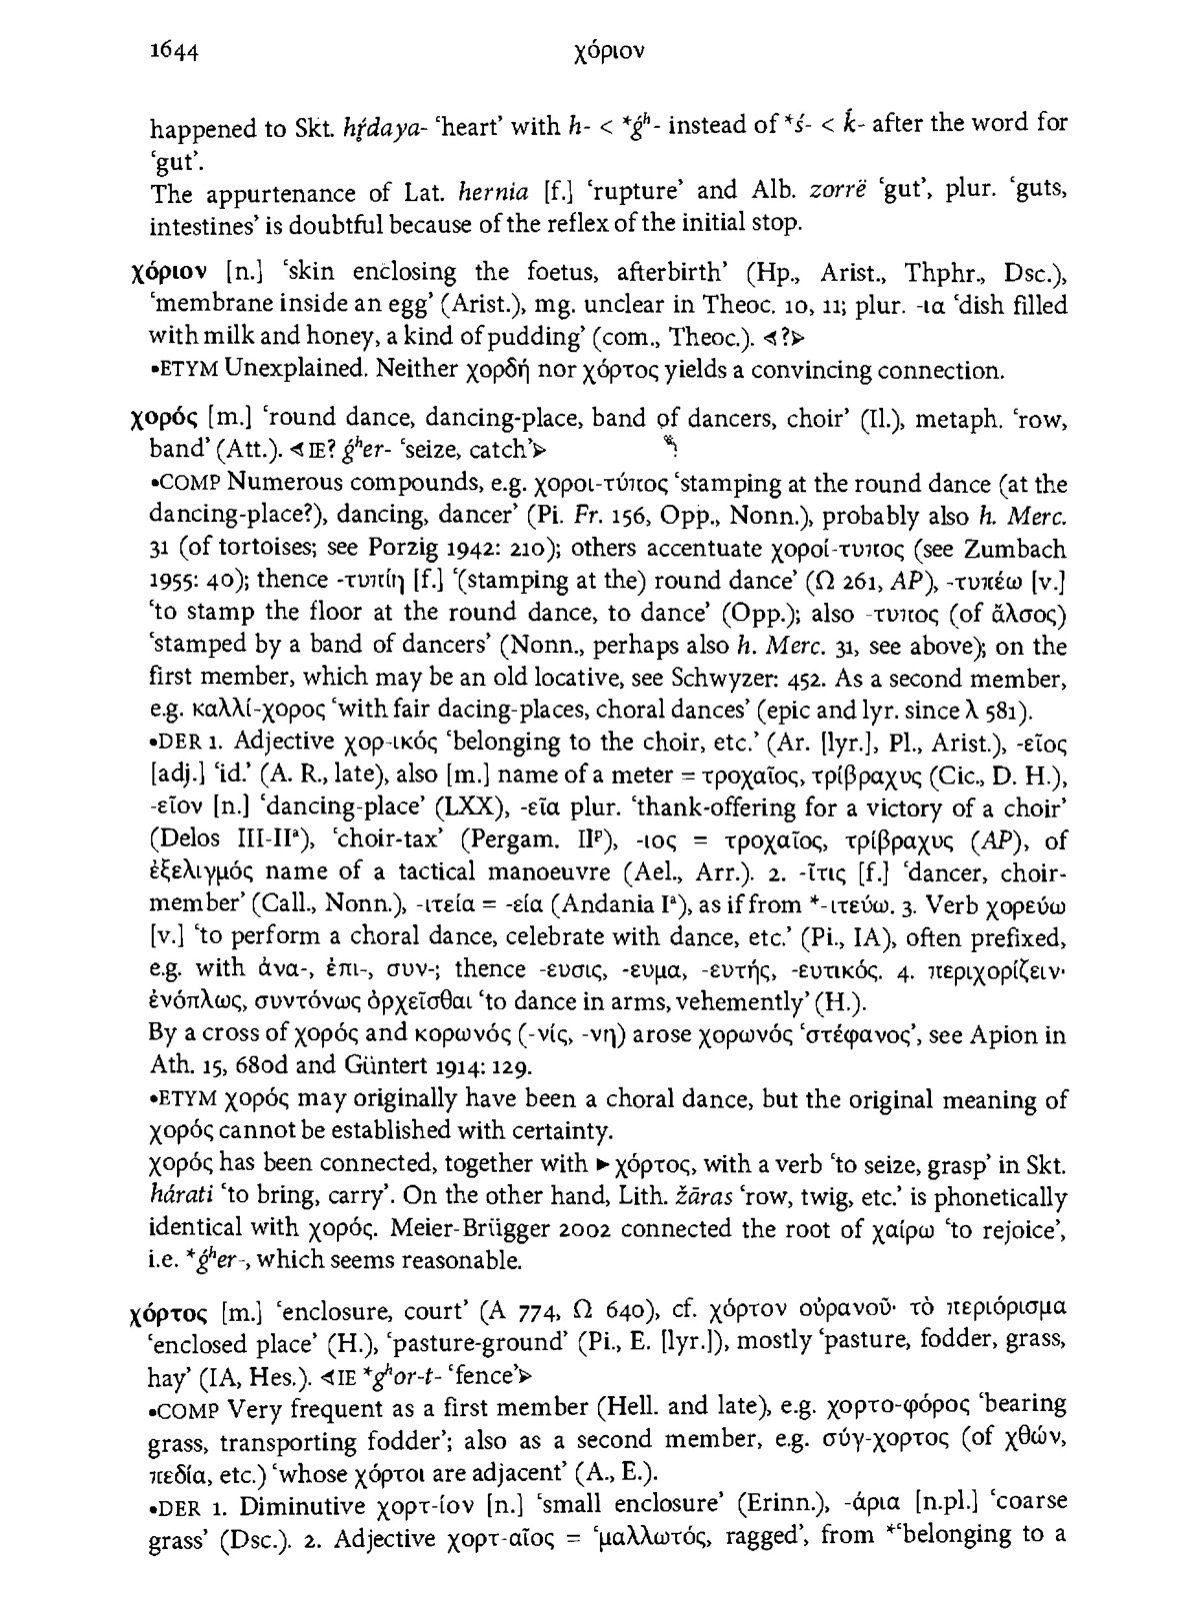 1644 χόριον
happened to Skt. hŕ̥daya- ‘heart’ with h- < *ǵʰ- instead of *ś- < ḱ- after the word for
‘gut’.
The appurtenance of Lat. hernia [f.] ‘rupture’ and Alb. zorrë ‘gut’, plur. ‘guts,
intestines’ is doubtful because of the reflex of the initial stop.
χόριον [n.] ‘skin enclosing the foetus, afterbirth’ (Hp., Arist., Thphr., Dsc.),
‘membrane inside an egg’ (Arist.), mg. unclear in Theoc. 10, 11; plur. -ια ‘dish filled
with milk and honey, a kind of pudding’ (com., Theoc.). ⋖?⋗
•ETYM Unexplained. Neither χορδή nor χόρτος yields a convincing connection.
χορός [m.] ‘round dance, dancing-place, band of dancers, choir’ (Il.), metaph. ‘row,
band’ (Att.). ⋖IE? ǵʰer- ‘seize, catch’⋗
•COMP Numerous compounds, e.g. χοροι-τύπος ‘stamping at the round dance (at the
dancing-place?), dancing, dancer’ (Pi. Fr. 156, Opp., Nonn.), probably also h. Merc.
31 (of tortoises; see Porzig 1942: 210); others accentuate χοροί-τυπος (see Zumbach
1955: 40); thence -τυπίη [f.] ‘(stamping at the) round dance’ (Ω 261, AP), -τυπέω [v.]
‘to stamp the floor at the round dance, to dance’ (Opp.); also -τυπος (of ἄλσος)
‘stamped by a band of dancers’ (Nonn., perhaps also h. Merc. 31, see above); on the
first member, which may be an old locative, see Schwyzer: 452. As a second member,
e.g. καλλί-χορος ‘with fair dacing-places, choral dances’ (epic and lyr. since λ 581).
•DER 1. Adjective χορ-ικός ‘belonging to the choir, etc.’ (Ar. [lyr.], Pl., Arist.), -εῖος
[adj.] ‘id.’ (A. R., late), also [m.] name of a meter = τροχαῖος, τρίβραχυς (Cic., D. H.),
-εῖον [n.] ‘dancing-place’ (LXX), -εῖα plur. ‘thank-offering for a victory of a choir’
(Delos III-IIᵃ), ‘choir-tax’ (Pergam. IIᵖ), -ιος = τροχαῖος, τρίβραχυς (AP), of
ἐξελιγμός name of a tactical manoeuvre (Ael., Arr.). 2. -ῖτις [f.] ‘dancer, choir-
member’ (Call., Nonn.), -ιτεία = -εία (Andania Iᵃ), as if from *-ιτεύω. 3. Verb χορεύω
[v.] ‘to perform a choral dance, celebrate with dance, etc.’ (Pi., IA), often prefixed,
e.g. with ἀνα-, ἐπι-, συν-; thence -ευσις, -ευμα, -ευτής, -ευτικός. 4. περιχορίζειν·
ἐνόπλως, συντόνως ὀρχεῖσθαι ‘to dance in arms, vehemently’ (H.).
By a cross of χορός and κορωνός (-νίς, -νη) arose χορωνός ‘στέφανος’, see Apion in
Ath. 15, 680d and Güntert 1914: 129.
•ETYM χορός may originally have been a choral dance, but the original meaning of
χορός cannot be established with certainty.
χορός has been connected, together with ►χόρτος, with a verb ‘to seize, grasp’ in Skt.
hárati ‘to bring, carry’. On the other hand, Lith. žãras ‘row, twig, etc.’ is phonetically
identical with χορός. Meier-Brügger 2002 connected the root of χαίρω ‘to rejoice’,
i.e. *ǵʰer-, which seems reasonable.
χόρτος [m.] ‘enclosure, court’ (Α 774, Ω 640), cf. χόρτον οὐρανοῦ· τὸ περιόρισμα
‘enclosed place’ (H.), ‘pasture-ground’ (Pi., E. [lyr.]), mostly ‘pasture, fodder, grass,
hay’ (IA, Hes.). ⋖IE *gʰor-t- ‘fence’⋗
•COMP Very frequent as a first member (Hell. and late), e.g. χορτο-φόρος ‘bearing
grass, transporting fodder’; also as a second member, e.g. σύγ-χορτος (of χθών,
πεδία, etc.) ‘whose χόρτοι are adjacent’ (A., E.).
•DER 1. Diminutive χορτ-ίον [n.] ‘small enclosure’ (Erinn.), -άρια [n.pl.] ‘coarse
grass’ (Dsc.). 2. Adjective χορτ-αῖος = ‘μαλλωτός, ragged’, from *‘belonging to a